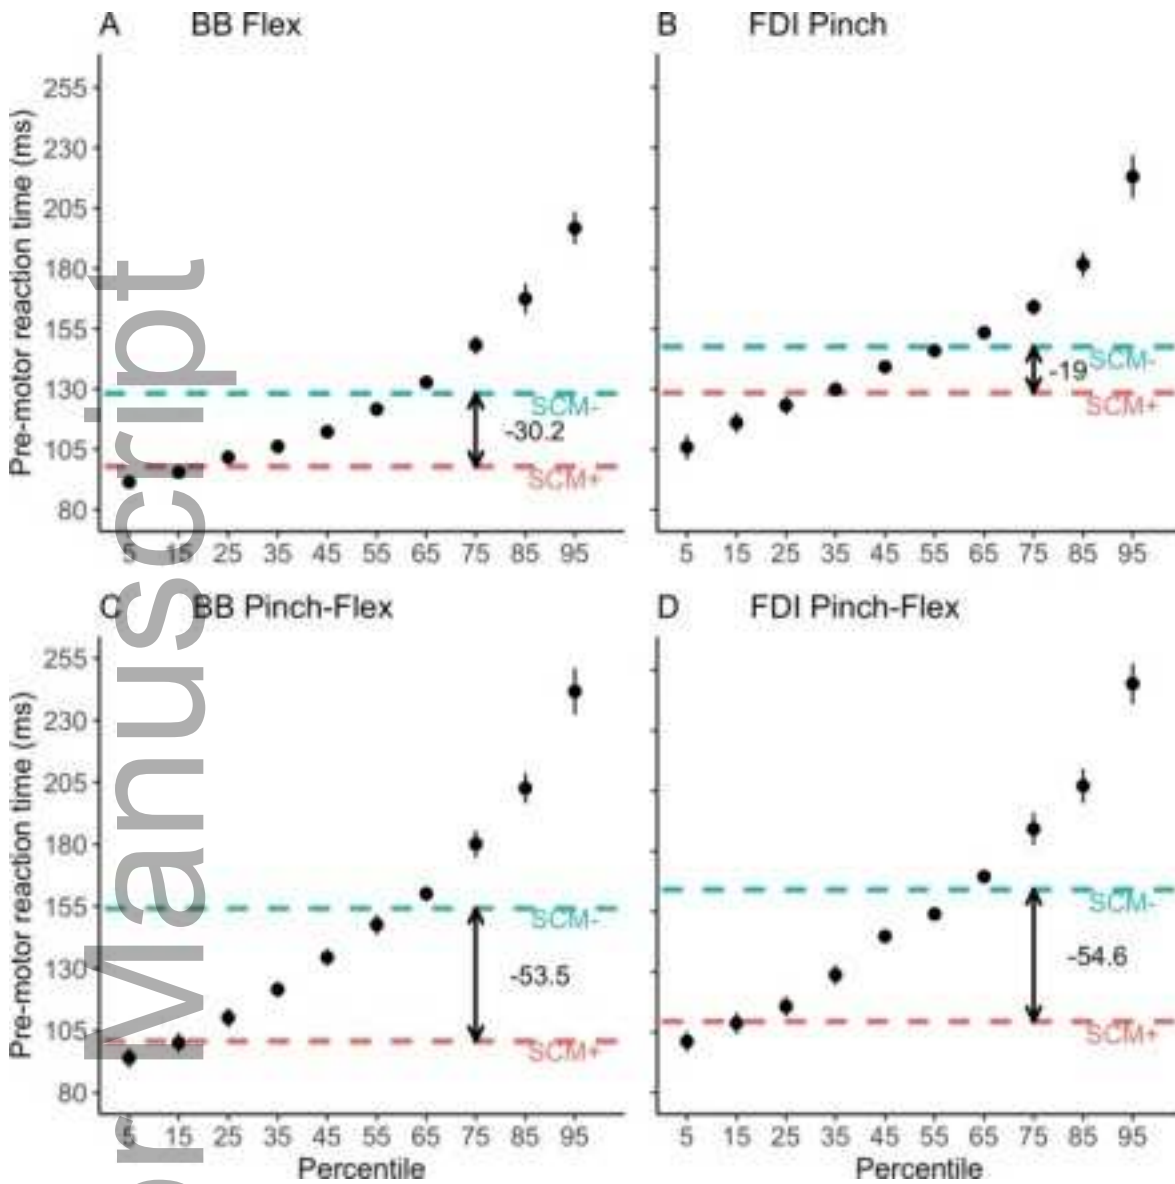 A BB Flex
B FDI Pinch
Pre-motor reaction time (ms)
255
230
205
180
155
130
105
80
SCM-
-30.2
SCM+
SCM-
-19
SCM+
5 15 25 35 45 55 65 75 85 95
5 15 25 35 45 55 65 75 85 95
C BB Pinch-Flex
D FDI Pinch-Flex
Pre-motor reaction time (ms)
255
230
205
180
155
130
105
80
SCM-
-53.5
SCM+
SCM-
-54.6
SCM+
5 15 25 35 45 55 65 75 85 95
5 15 25 35 45 55 65 75 85 95
Percentile
Percentile
Manuscript